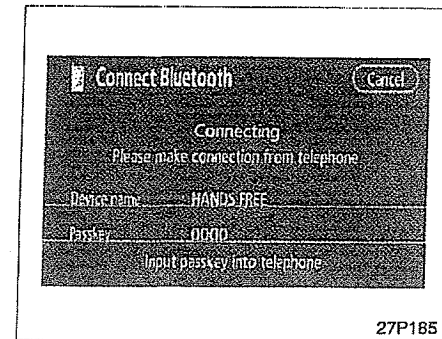 Connect Bluetooth Cancel
Connecting
Please make connection from telephone
Device name HANDS FREE
Passkey 0000
Input passkey into telephone
27P185